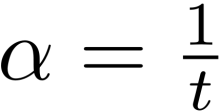 α = 1/t